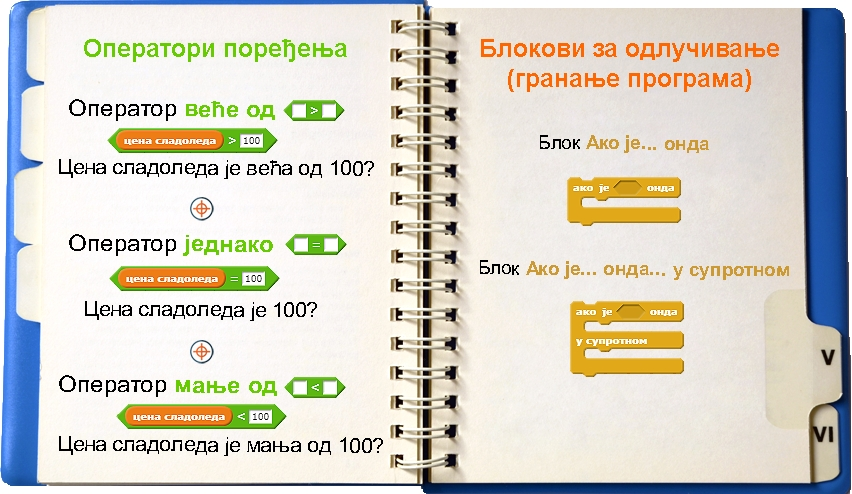 Оператори поређења
Оператор веће од >
цена сладоледа > 100
Цена сладоледа је већа од 100?
Оператор једнако =
цена сладоледа = 100
Цена сладоледа је 100?
Оператор мање од <
цена сладоледа < 100
Цена сладоледа је мања од 100?
Блокови за одлучивање
(гранање програма)
Блок Ако је... онда
ако је онда
Блок Ако је... онда... у супротном
ако је онда
у супротном
V
VI